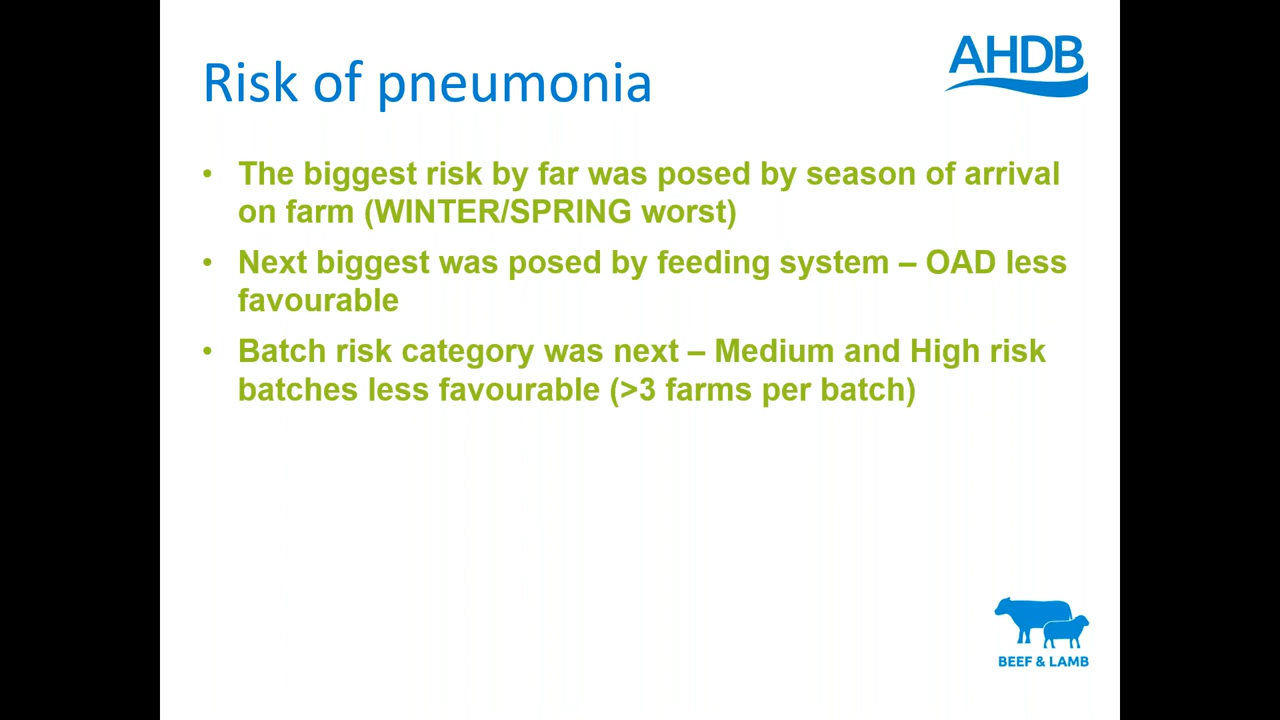 AHDB
Risk of pneumonia
• The biggest risk by far was posed by season of arrival
on farm (WINTER/SPRING worst)
• Next biggest was posed by feeding system – OAD less
favourable
• Batch risk category was next – Medium and High risk
batches less favourable (>3 farms per batch)
BEEF & LAMB